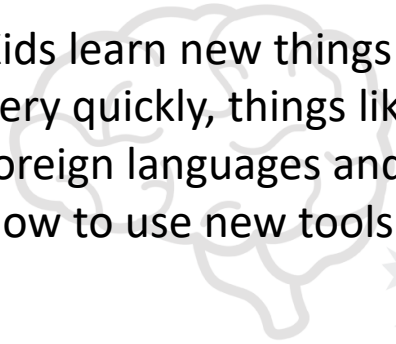 ids learn new things
ery quickly, things lik
oreign languages and
ow to use new tools